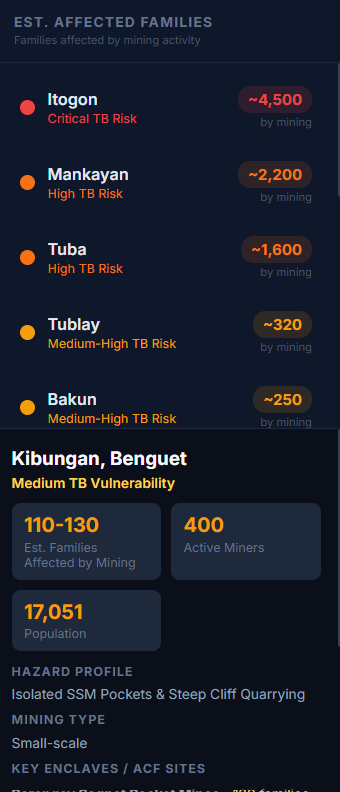 EST. AFFECTED FAMILIES
Families affected by mining activity
Itogon
~4,500
Critical TB Risk
by mining
Mankayan
~2,200
High TB Risk
by mining
Tuba
~1,600
High TB Risk
by mining
Tublay
~320
Medium-High TB Risk
by mining
Bakun
~250
Medium-High TB Risk
by mining
Kibungan, Benguet
Medium TB Vulnerability
110-130
Est. Families
Affected by Mining
400
Active Miners
17,051
Population
HAZARD PROFILE
Isolated SSM Pockets & Steep Cliff Quarrying
MINING TYPE
Small-scale
KEY ENCLAVES / ACF SITES